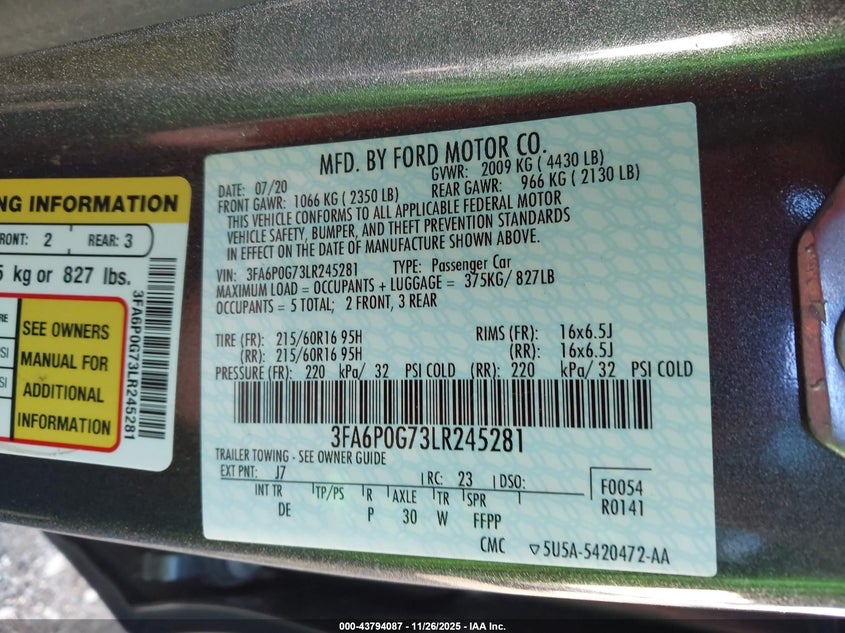 NG INFORMATION
RONT: 2 REAR: 3
5 kg or 827 lbs.
SEE OWNERS
MANUAL FOR
ADDITIONAL
INFORMATION
3FA6P0G73LR245281
MFD. BY FORD MOTOR CO.
DATE: 07/20 GVWR: 2009 KG ( 4430 LB)
FRONT GAWR: 1066 KG ( 2350 LB) REAR GAWR: 966 KG ( 2130 LB)
THIS VEHICLE CONFORMS TO ALL APPLICABLE FEDERAL MOTOR
VEHICLE SAFETY, BUMPER, AND THEFT PREVENTION STANDARDS
IN EFFECT ON THE DATE OF MANUFACTURE SHOWN ABOVE.
VIN: 3FA6P0G73LR245281 TYPE: Passenger Car
MAXIMUM LOAD = OCCUPANTS + LUGGAGE = 375KG/ 827LB
OCCUPANTS = 5 TOTAL; 2 FRONT, 3 REAR
TIRE (FR): 215/60R16 95H RIMS (FR): 16x6.5J
(RR): 215/60R16 95H (RR): 16x6.5J
PRESSURE (FR): 220 kPa/ 32 PSI COLD (RR): 220 kPa/ 32 PSI COLD
3FA6P0G73LR245281
TRAILER TOWING - SEE OWNER GUIDE
EXT PNT: J7 RC: 23 DSO:
INT TR TP/PS R AXLE TR SPR
DE P 30 W FFPP
F0054
R0141
CMC ▽5U5A-5420472-AA
000-43794087 - 11/26/2025 - IAA Inc.